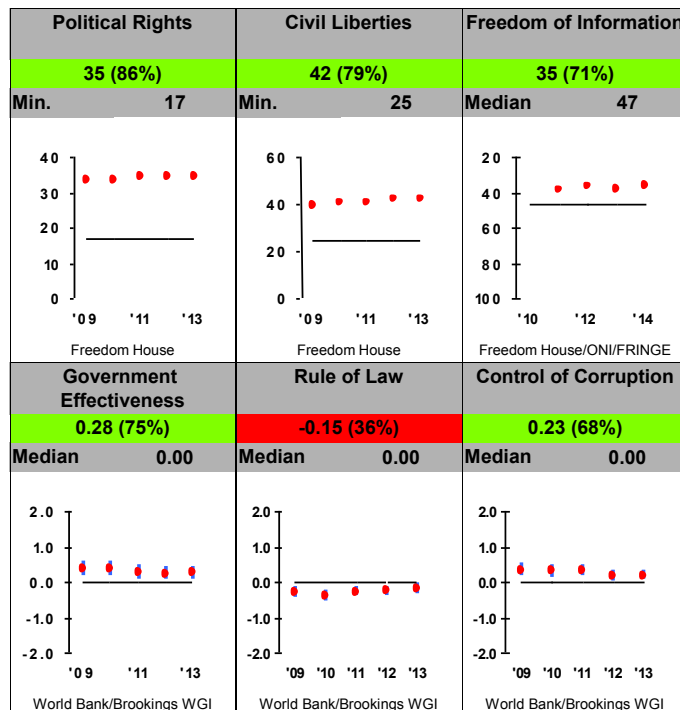 Political Rights
Civil Liberties
Freedom of Information
35 (86%)
42 (79%)
35 (71%)
Min. 17
Min. 25
Median 47
40
30
20
10
0
'09 '11 '13
Freedom House
60
40
20
0
'09 '11 '13
Freedom House
20
40
60
80
100
'10 '12 '14
Freedom House/ONI/FRINGE
Government
Effectiveness
Rule of Law
Control of Corruption
0.28 (75%)
-0.15 (36%)
0.23 (68%)
Median 0.00
Median 0.00
Median 0.00
2.0
1.0
0.0
-1.0
-2.0
'09 '11 '13
World Bank/Brookings WGI
2.0
1.0
0.0
-1.0
-2.0
'09 '10 '11 '12 '13
World Bank/Brookings WGI
2.0
1.0
0.0
-1.0
-2.0
'09 '10 '11 '12 '13
World Bank/Brookings WGI